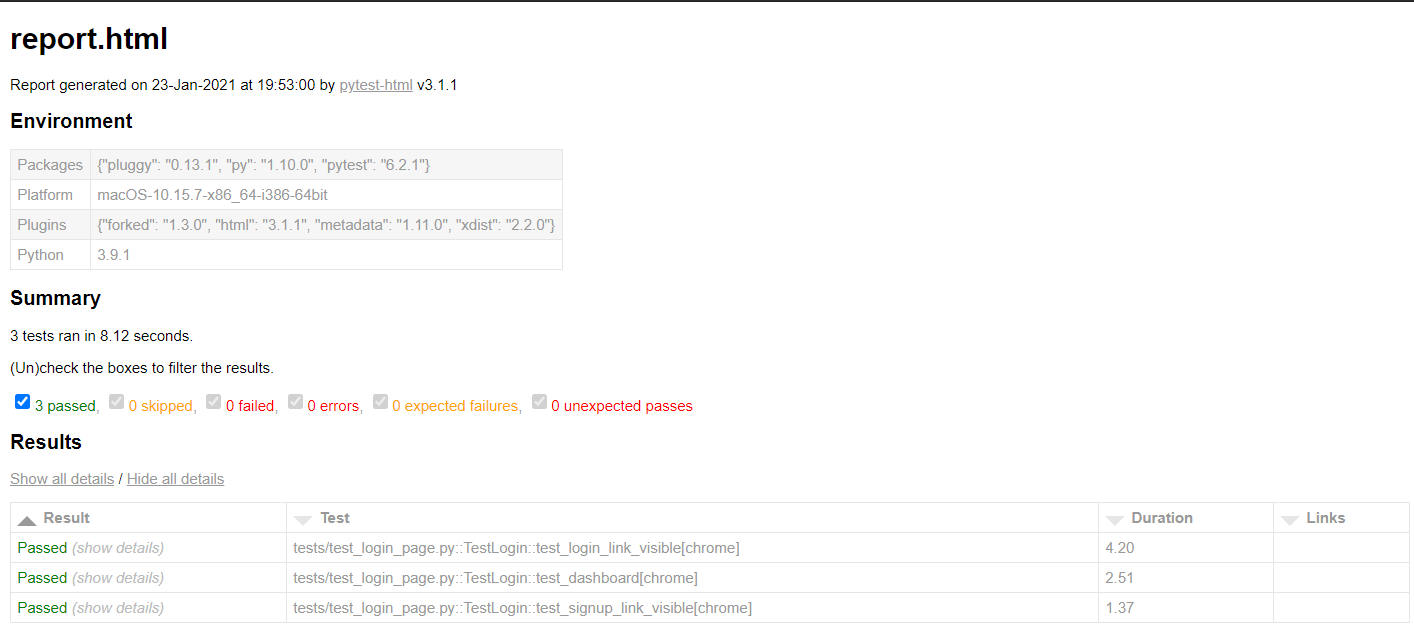 report.html
Report generated on 23-Jan-2021 at 19:53:00 by pytest-html v3.1.1
Environment
Packages {"pluggy": "0.13.1", "py": "1.10.0", "pytest": "6.2.1"}
Platform macOS-10.15.7-x86_64-i386-64bit
Plugins {"forked": "1.3.0", "html": "3.1.1", "metadata": "1.11.0", "xdist": "2.2.0"}
Python 3.9.1
Summary
3 tests ran in 8.12 seconds.
(Un)check the boxes to filter the results.
3 passed, 0 skipped, 0 failed, 0 errors, 0 expected failures, 0 unexpected passes
Results
Show all details / Hide all details
Result Test Duration Links
Passed (show details) tests/test_login_page.py::TestLogin::test_login_link_visible[chrome] 4.20
Passed (show details) tests/test_login_page.py::TestLogin::test_dashboard[chrome] 2.51
Passed (show details) tests/test_login_page.py::TestLogin::test_signup_link_visible[chrome] 1.37